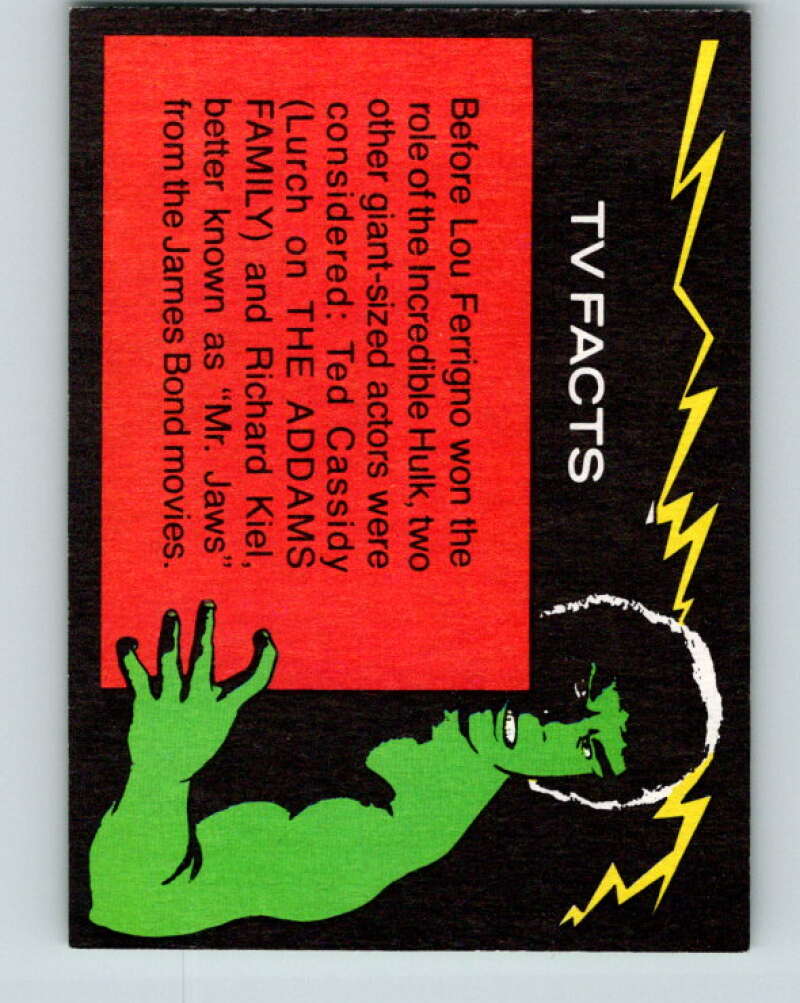 TV FACTS
Before Lou Ferrigno won the
role of the Incredible Hulk, two
other giant-sized actors were
considered: Ted Cassidy
(Lurch on THE ADDAMS
FAMILY) and Richard Kiel,
better known as “Mr. Jaws”
from the James Bond movies.